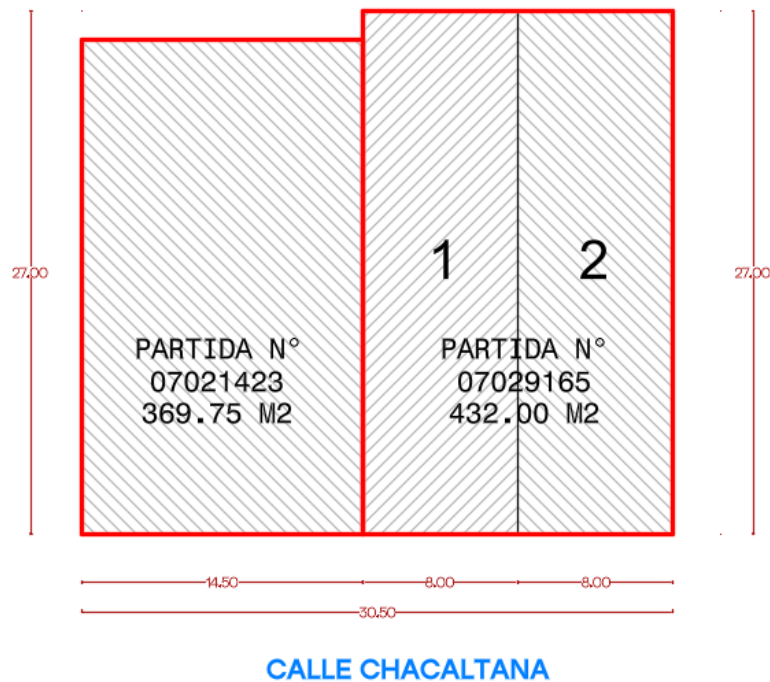 27.00
27.00
1
2
PARTIDA N°
07021423
369.75 M2
PARTIDA N°
07029165
432.00 M2
14.50
8.00
8.00
30.50
CALLE CHACALTANA